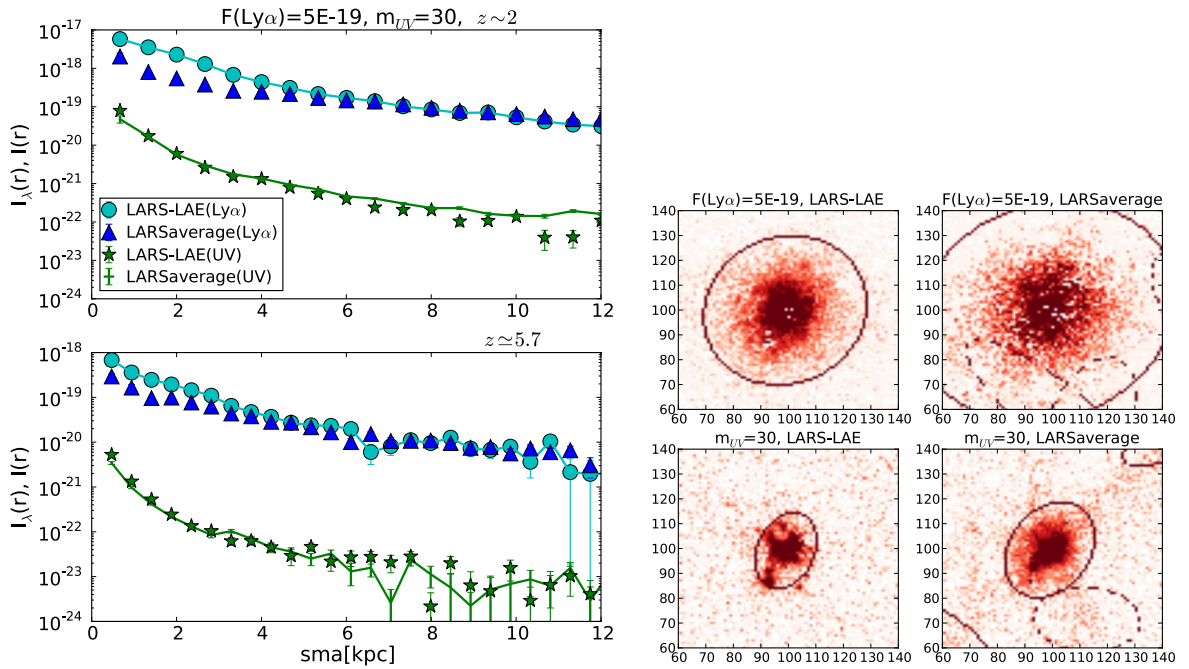 F(Lyα)=5E-19, m_UV=30, z∼2
10^-17
10^-18
10^-19
10^-20
10^-21
10^-22
10^-23
10^-24
I_λ(r), I(r)
LARS-LAE(Lyα)
LARSaverage(Lyα)
LARS-LAE(UV)
LARSaverage(UV)
0 2 4 6 8 10 12
z≃5.7
10^-18
10^-19
10^-20
10^-21
10^-22
10^-23
10^-24
I_λ(r), I(r)
0 2 4 6 8 10 12
sma[kpc]
F(Lyα)=5E-19, LARS-LAE
140
130
120
110
100
90
80
70
60
60 70 80 90 100 110 120 130 140
F(Lyα)=5E-19, LARSaverage
140
130
120
110
100
90
80
70
60
60 70 80 90 100 110 120 130 140
m_UV=30, LARS-LAE
140
130
120
110
100
90
80
70
60
60 70 80 90 100 110 120 130 140
m_UV=30, LARSaverage
140
130
120
110
100
90
80
70
60
60 70 80 90 100 110 120 130 140